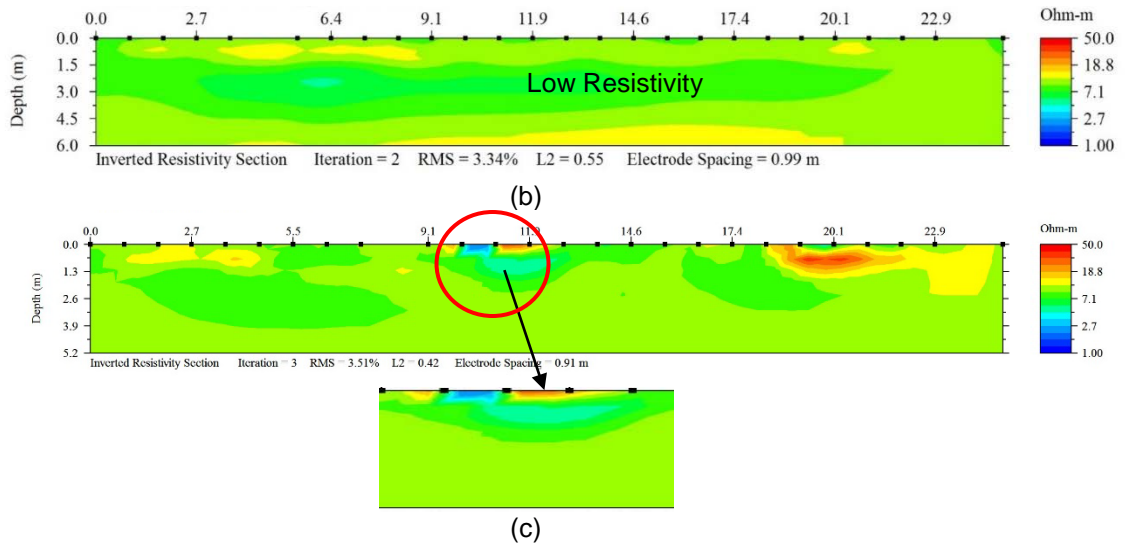 0.0 2.7 6.4 9.1 11.9 14.6 17.4 20.1 22.9 Ohm-m
0.0 50.0
1.5 18.8
3.0 Low Resistivity 7.1
4.5 2.7
6.0 1.00
Depth (m)
Inverted Resistivity Section Iteration = 2 RMS = 3.34% L2 = 0.55 Electrode Spacing = 0.99 m
(b)
0.0 2.7 5.5 9.1 11.9 14.6 17.4 20.1 22.9 Ohm-m
0.0 50.0
1.3 18.8
2.6 7.1
3.9 2.7
5.2 1.00
Depth (m)
Inverted Resistivity Section Iteration = 3 RMS = 3.51% L2 = 0.42 Electrode Spacing = 0.91 m
(c)